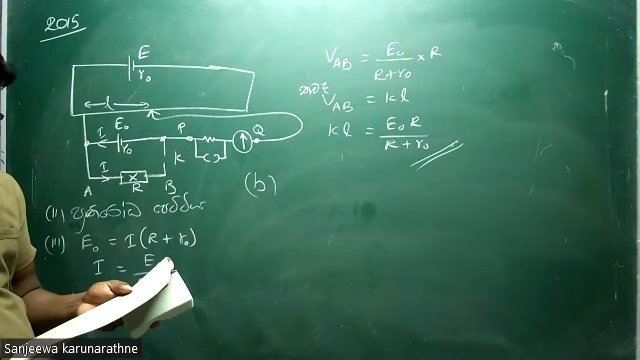 2015
E
r₀
l
I E₀
r₀
P
Q
I
K
A R B
(b)
(ii) ප්‍රතිරෝධ පෙට්ටිය
(iii) E₀ = I(R + r₀)
I = E
V_AB = E₀/(R+r₀) × R
V_AB = kl
kl = E₀R/(R + r₀)
Sanjeewa karunarathne